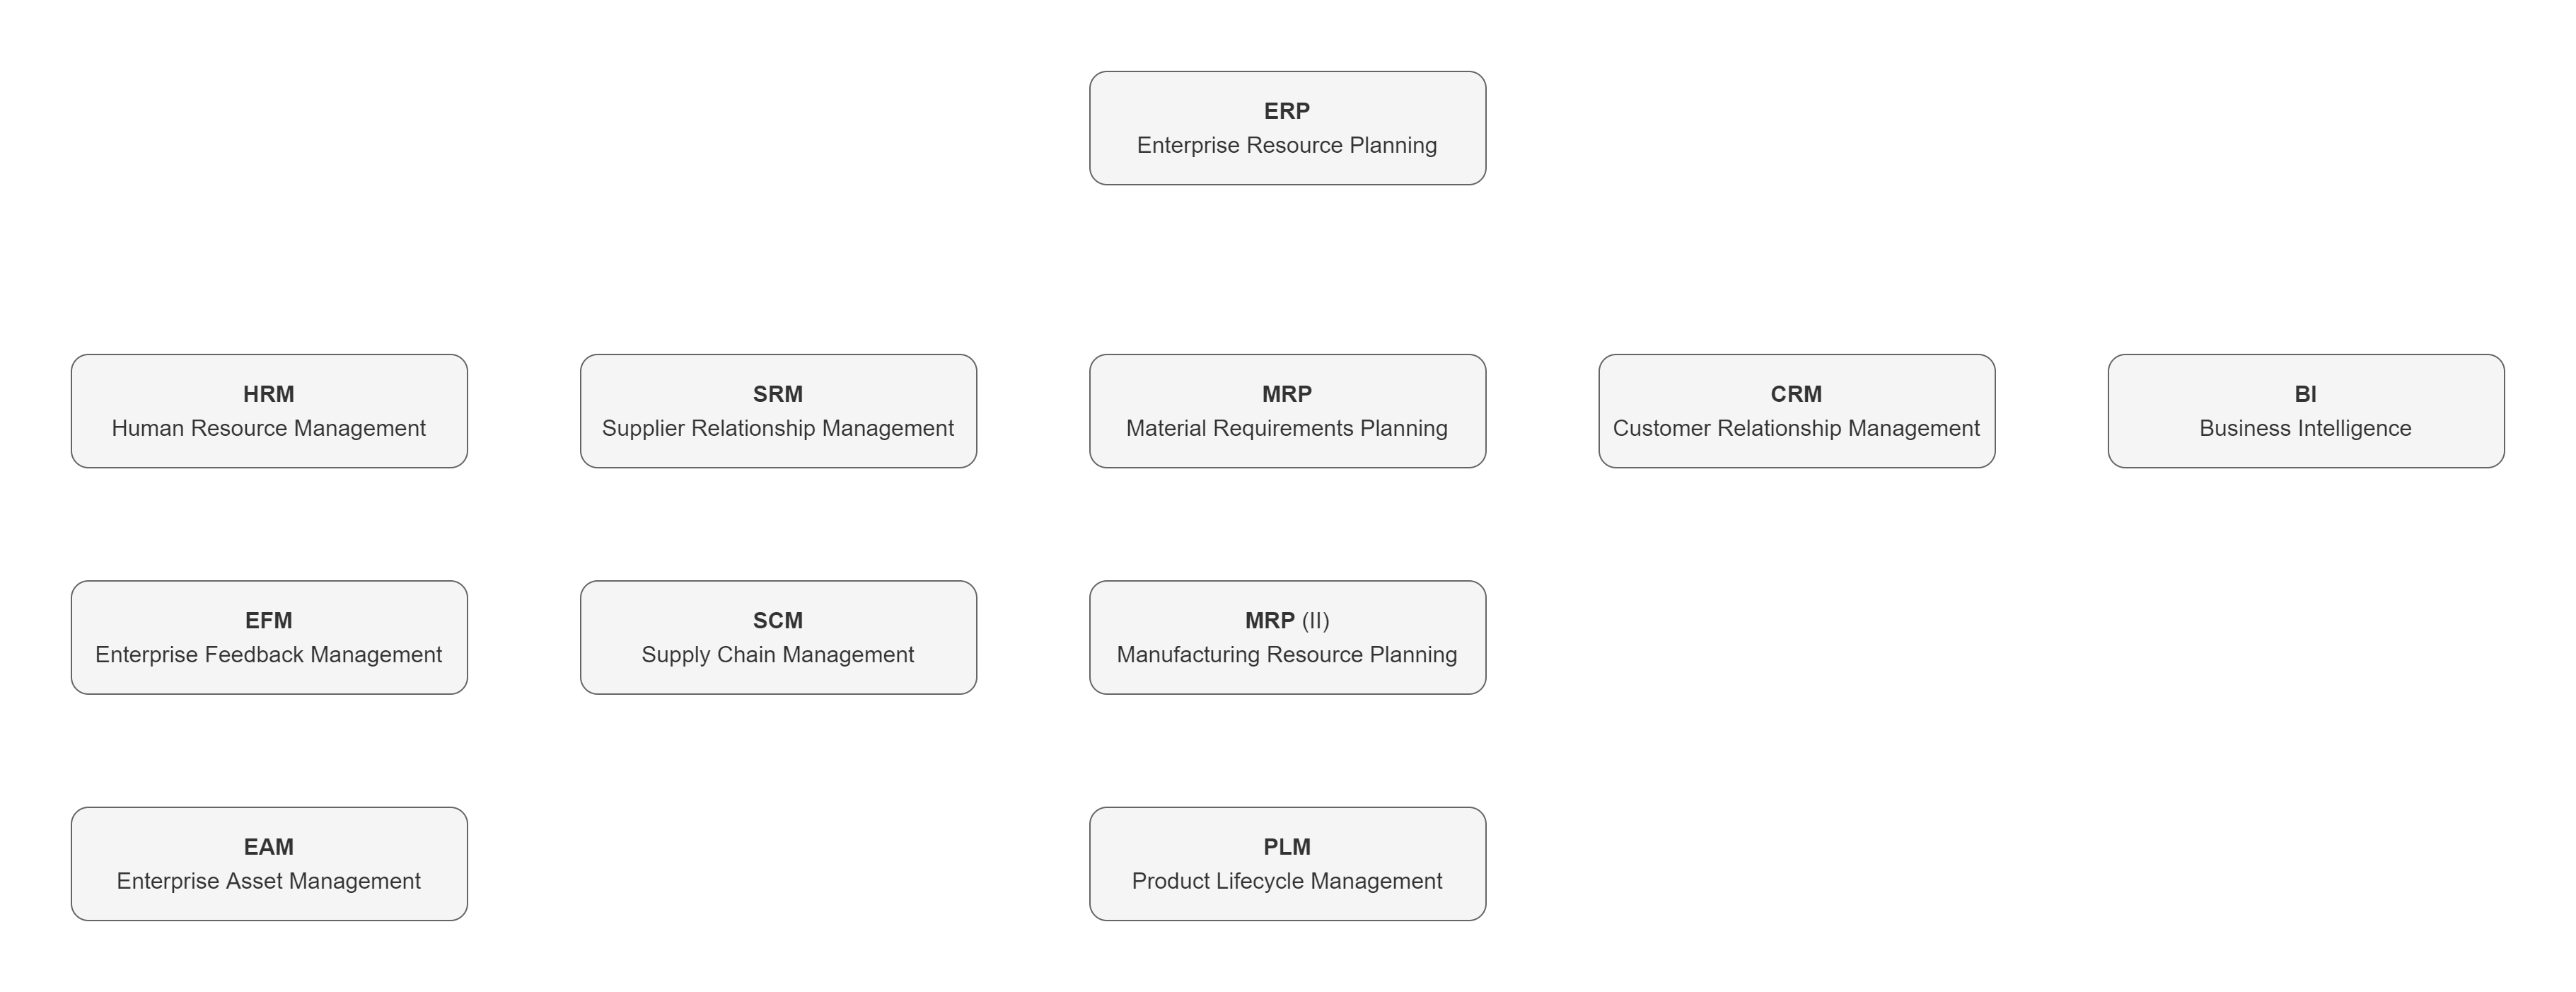 ERP
Enterprise Resource Planning
HRM
Human Resource Management
SRM
Supplier Relationship Management
MRP
Material Requirements Planning
CRM
Customer Relationship Management
BI
Business Intelligence
EFM
Enterprise Feedback Management
SCM
Supply Chain Management
MRP (II)
Manufacturing Resource Planning
EAM
Enterprise Asset Management
PLM
Product Lifecycle Management